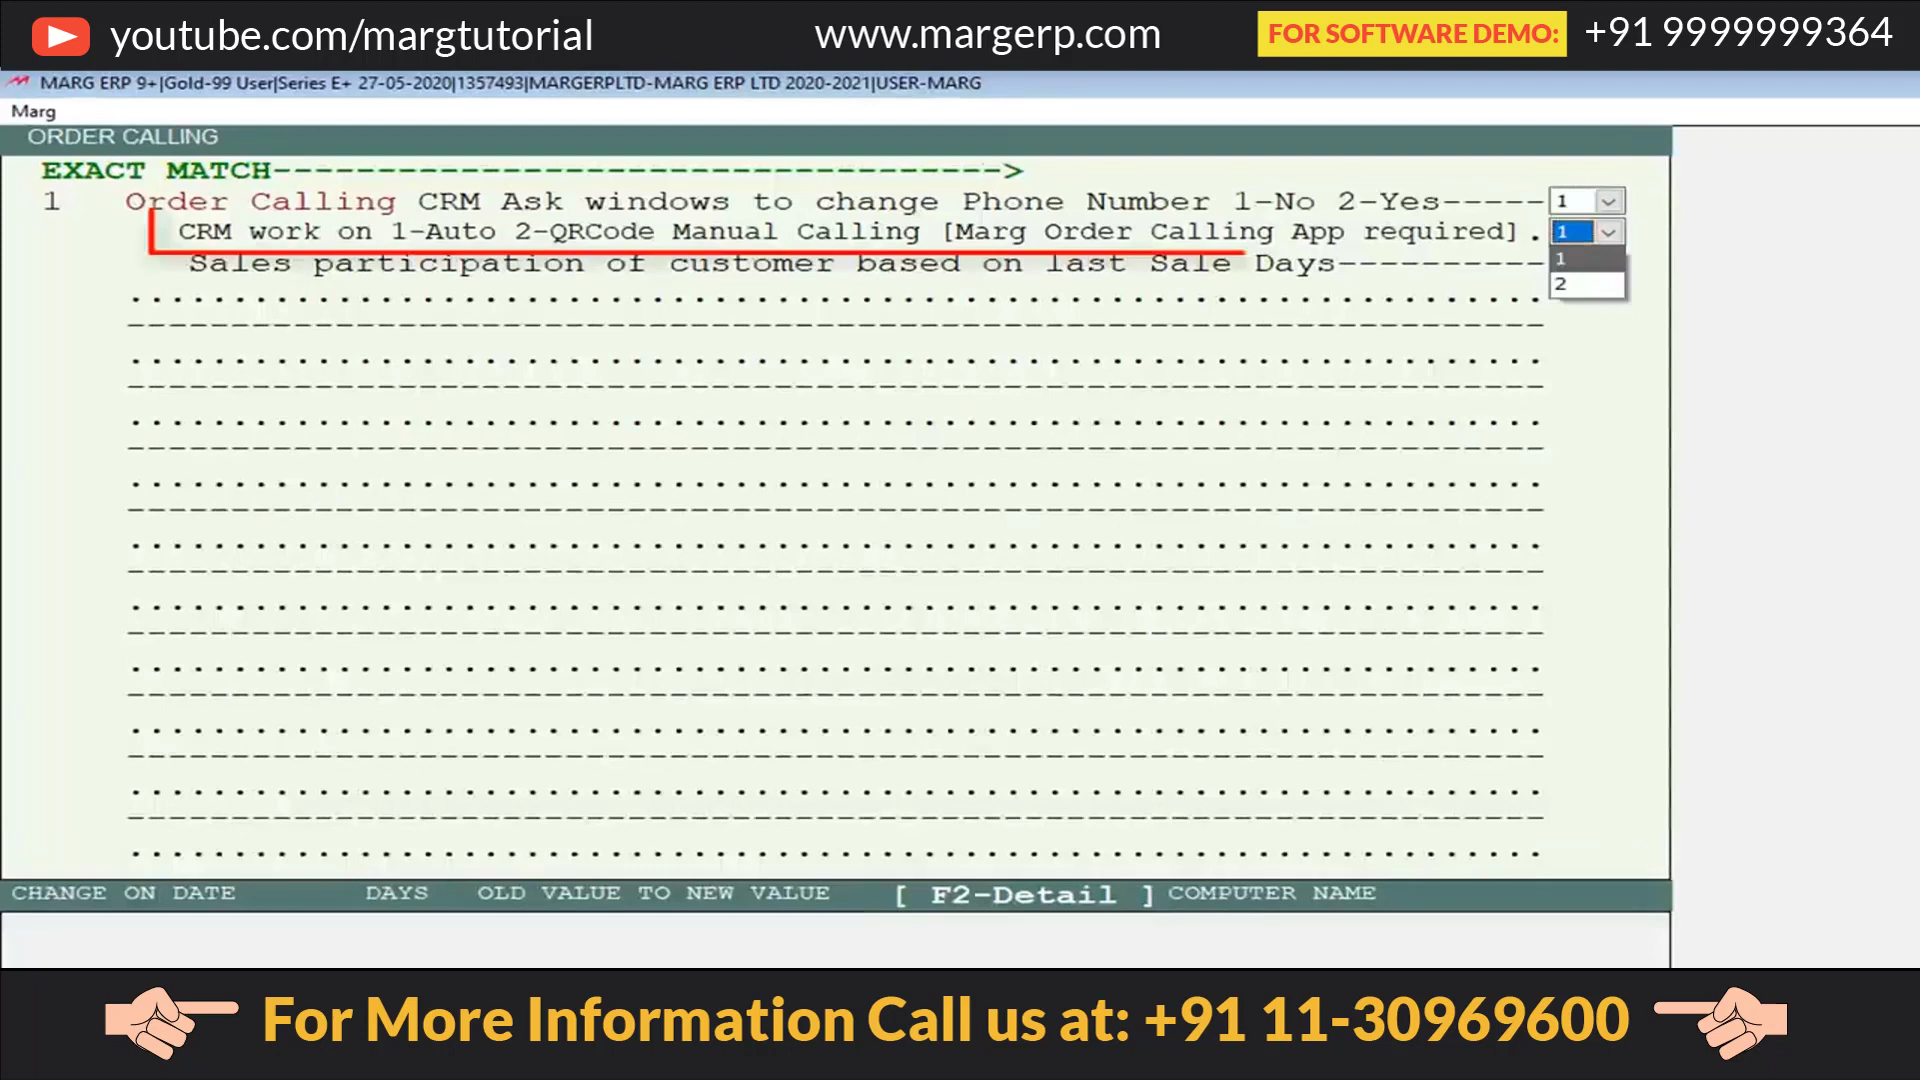 youtube.com/margtutorial www.margerp.com FOR SOFTWARE DEMO: +91 9999999364
MARG ERP 9+|Gold-99 User|Series E+ 27-05-2020|1357493|MARGERPLTD-MARG ERP LTD 2020-2021|USER-MARG
Marg
ORDER CALLING
EXACT MATCH----------------------------------->
1 Order Calling CRM Ask windows to change Phone Number 1-No 2-Yes----- 1
CRM work on 1-Auto 2-QRCode Manual Calling [Marg Order Calling App required] . 1
Sales participation of customer based on last Sale Days---------- 1
2
CHANGE ON DATE DAYS OLD VALUE TO NEW VALUE [ F2-Detail ] COMPUTER NAME
For More Information Call us at: +91 11-30969600